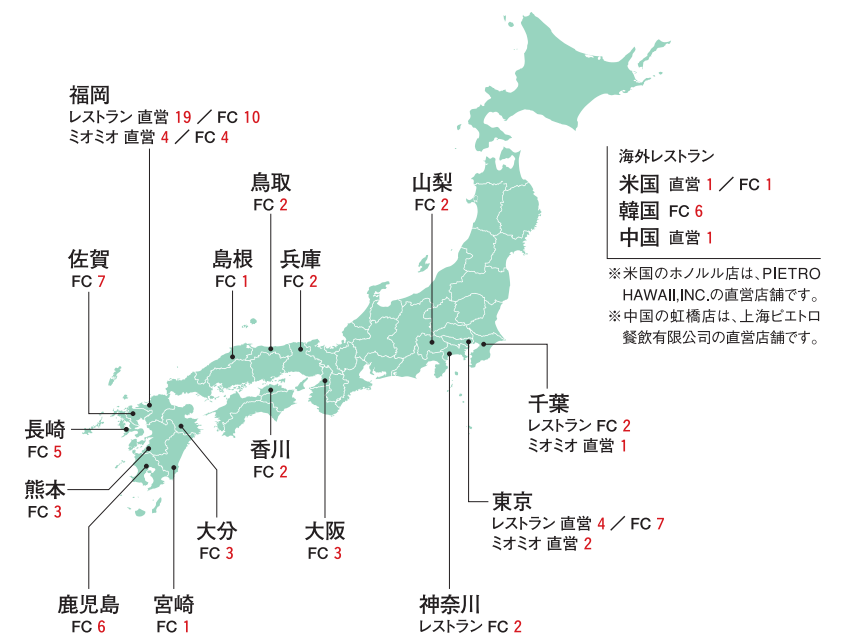 福岡
レストラン 直営 19 ／ FC 10
ミオミオ 直営 4 ／ FC 4
鳥取
FC 2
山梨
FC 2
海外レストラン
米国 直営 1 ／ FC 1
韓国 FC 6
中国 直営 1
※米国のホノルル店は、PIETRO
HAWAII,INC.の直営店舗です。
※中国の虹橋店は、上海ピエトロ
餐飲有限公司の直営店舗です。
佐賀
FC 7
島根
FC 1
兵庫
FC 2
千葉
レストラン FC 2
ミオミオ 直営 1
長崎
FC 5
香川
FC 2
熊本
FC 3
大分
FC 3
大阪
FC 3
東京
レストラン 直営 4 ／ FC 7
ミオミオ 直営 2
鹿児島
FC 6
宮崎
FC 1
神奈川
レストラン FC 2